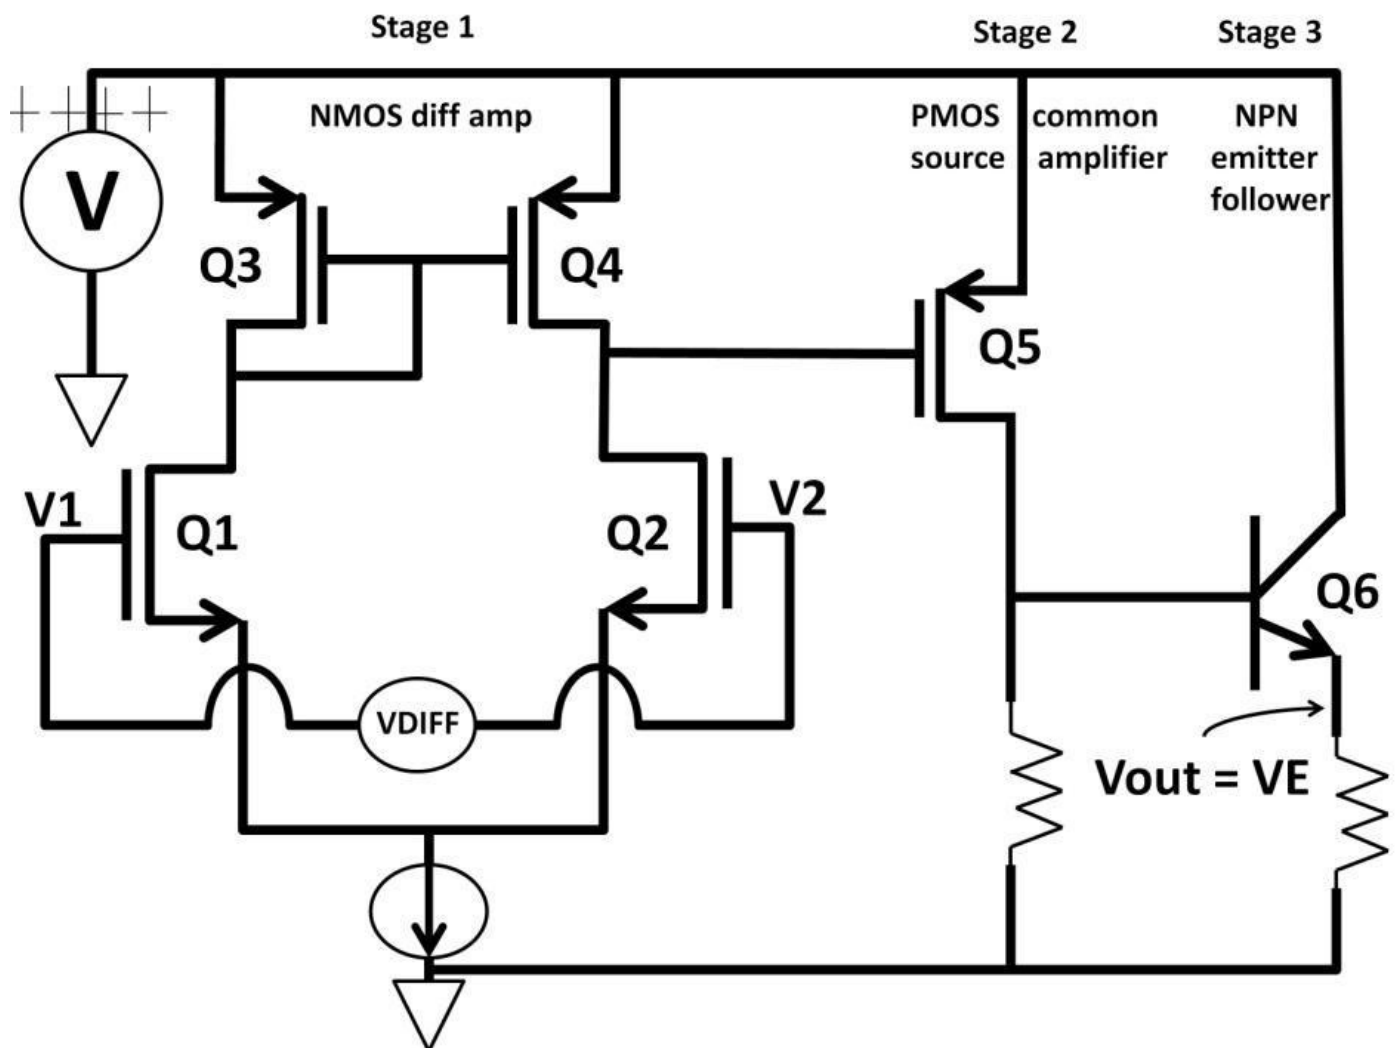 Stage 1
Stage 2
Stage 3
NMOS diff amp
PMOS common
source amplifier
NPN
emitter
follower
V
Q3
Q4
Q5
V1
Q1
Q2
V2
Q6
VDIFF
Vout = VE